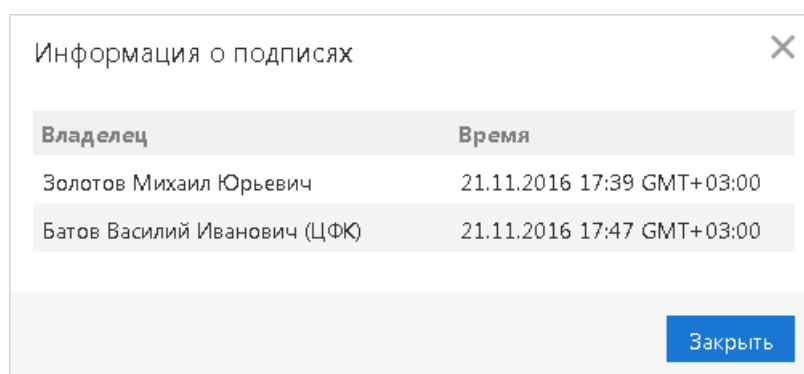 Информация о подписях
Владелец Время
Золотов Михаил Юрьевич 21.11.2016 17:39 GMT+03:00
Батов Василий Иванович (ЦФК) 21.11.2016 17:47 GMT+03:00
Закрыть